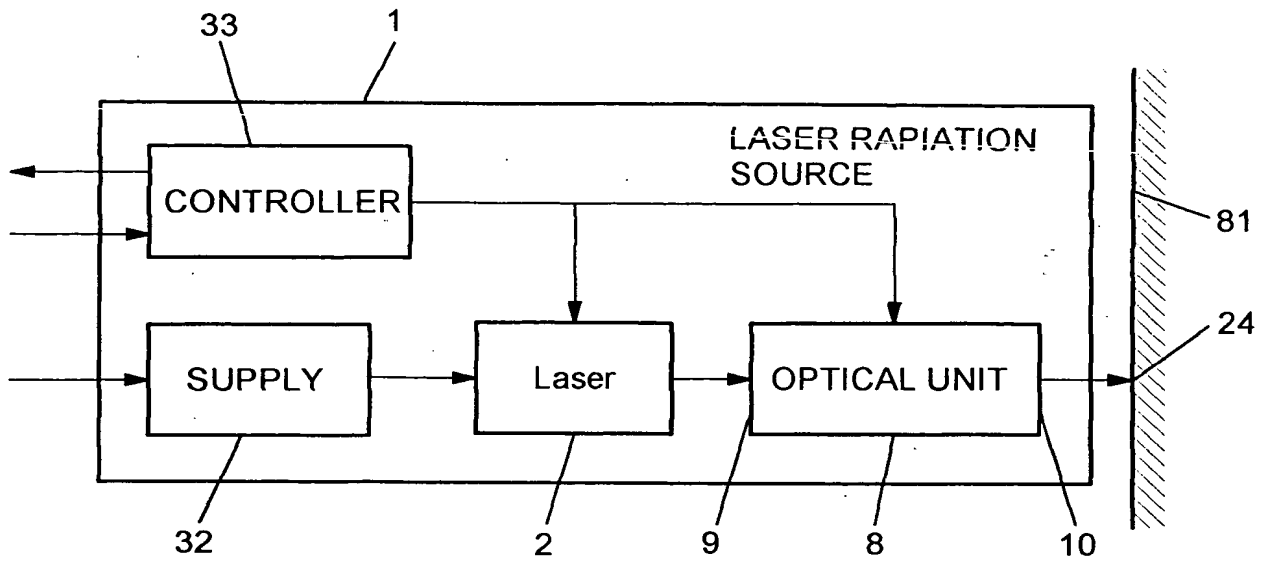 33
1
LASER RAPIATION
SOURCE
CONTROLLER
81
24
SUPPLY
Laser
OPTICAL UNIT
32
2
9
8
10